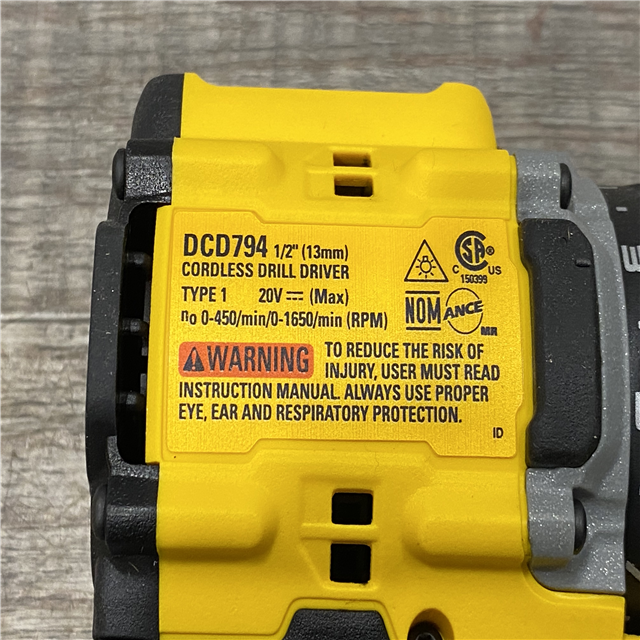 DCD794 1/2" (13mm)
CORDLESS DRILL DRIVER
TYPE 1 20V ⎓ (Max)
no 0-450/min/0-1650/min (RPM)
C SA ® US
150399
NOM ANCE
MR
WARNING TO REDUCE THE RISK OF
INJURY, USER MUST READ
INSTRUCTION MANUAL. ALWAYS USE PROPER
EYE, EAR AND RESPIRATORY PROTECTION.
ID